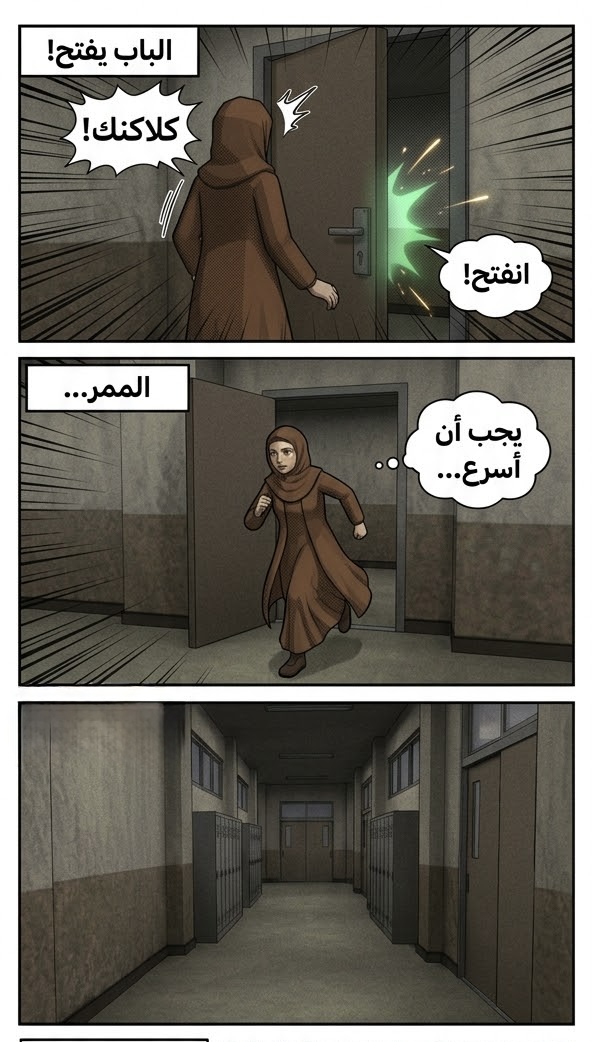 الباب يفتح!
كلاكنك!
انفتح!
الممر...
يجب أن
أسرع...